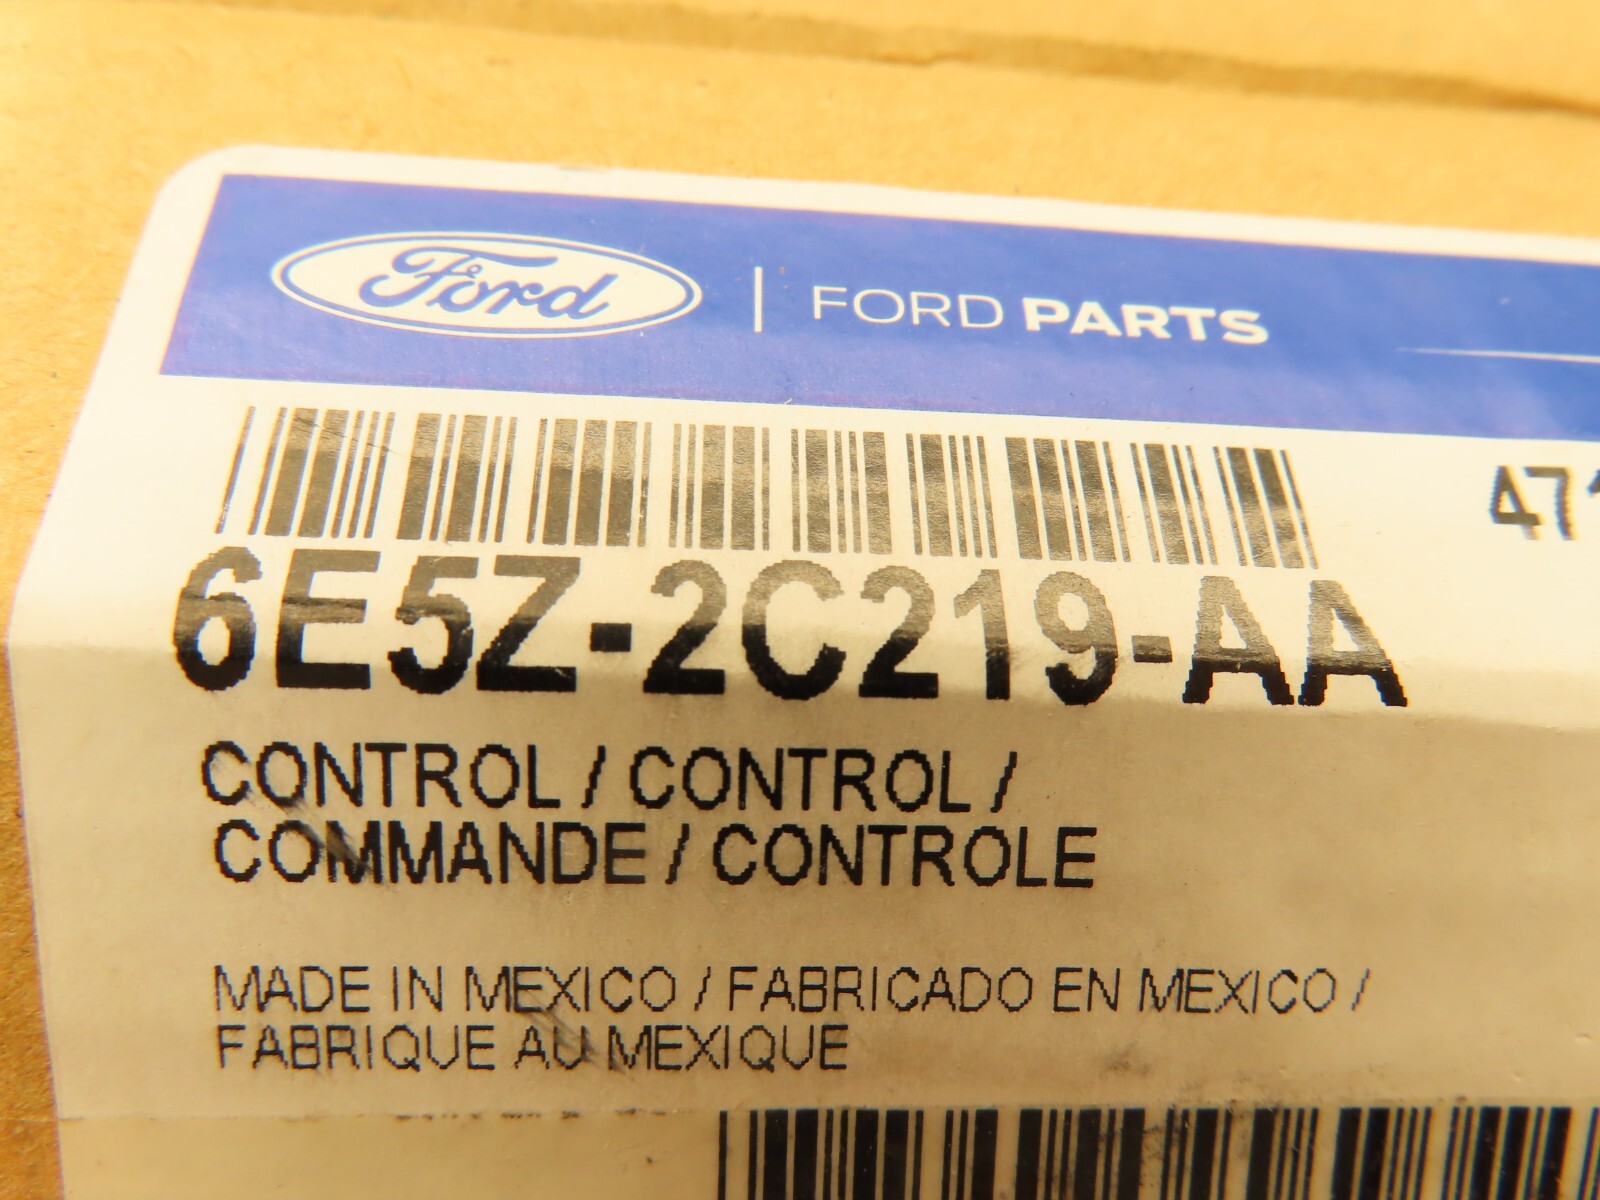 Ford | FORD PARTS
471
6E5Z-2C219-AA
CONTROL / CONTROL /
COMMANDE / CONTROLE
MADE IN MEXICO / FABRICADO EN MEXICO /
FABRIQUE AU MEXIQUE